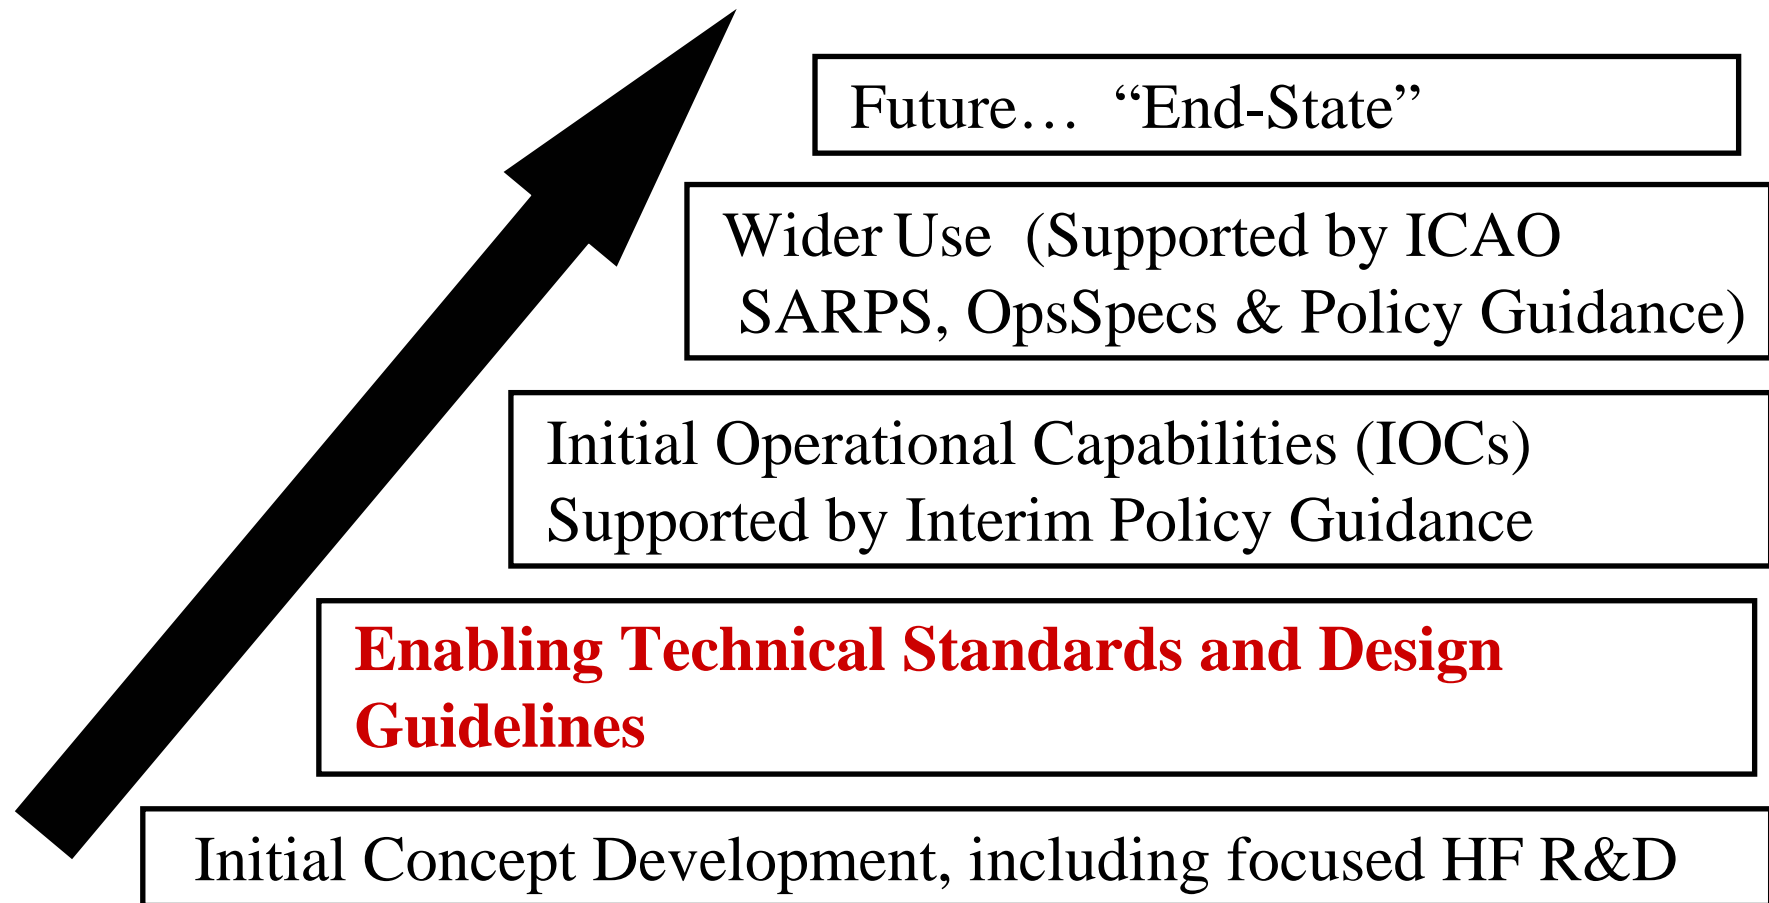 Future… “End-State”
Wider Use (Supported by ICAO
SARPS, OpsSpecs & Policy Guidance)
Initial Operational Capabilities (IOCs)
Supported by Interim Policy Guidance
Enabling Technical Standards and Design
Guidelines
Initial Concept Development, including focused HF R&D